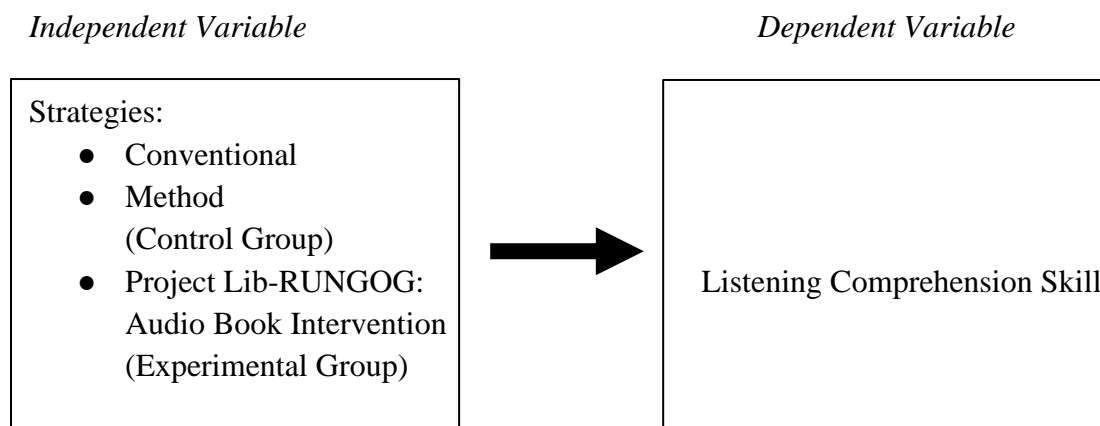 Independent Variable
Dependent Variable
Strategies:
● Conventional
● Method
(Control Group)
● Project Lib-RUNGOG:
Audio Book Intervention
(Experimental Group)
Listening Comprehension Skill